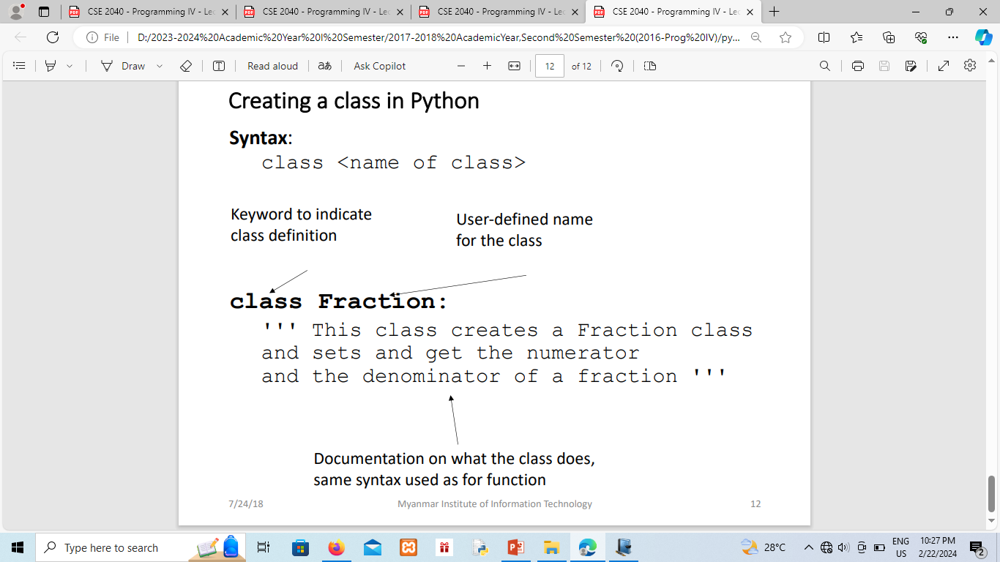 CSE 2040 - Programming IV - Lec
CSE 2040 - Programming IV - Lec
CSE 2040 - Programming IV - Lec
CSE 2040 - Programming IV - Lec
File
D:/2023-2024%20Academic%20Year%20I%20Semester/2017-2018%20AcademicYear,Second%20Semester%20(2016-Prog%20IV)/py...
Draw
Read aloud
Ask Copilot
12 of 12
Creating a class in Python
Syntax:
class <name of class>
Keyword to indicate
class definition
User-defined name
for the class
class Fraction:
''' This class creates a Fraction class
and sets and get the numerator
and the denominator of a fraction '''
Documentation on what the class does,
same syntax used as for function
7/24/18
Myanmar Institute of Information Technology
12
Type here to search
28°C
ENG
US
10:27 PM
2/22/2024
2